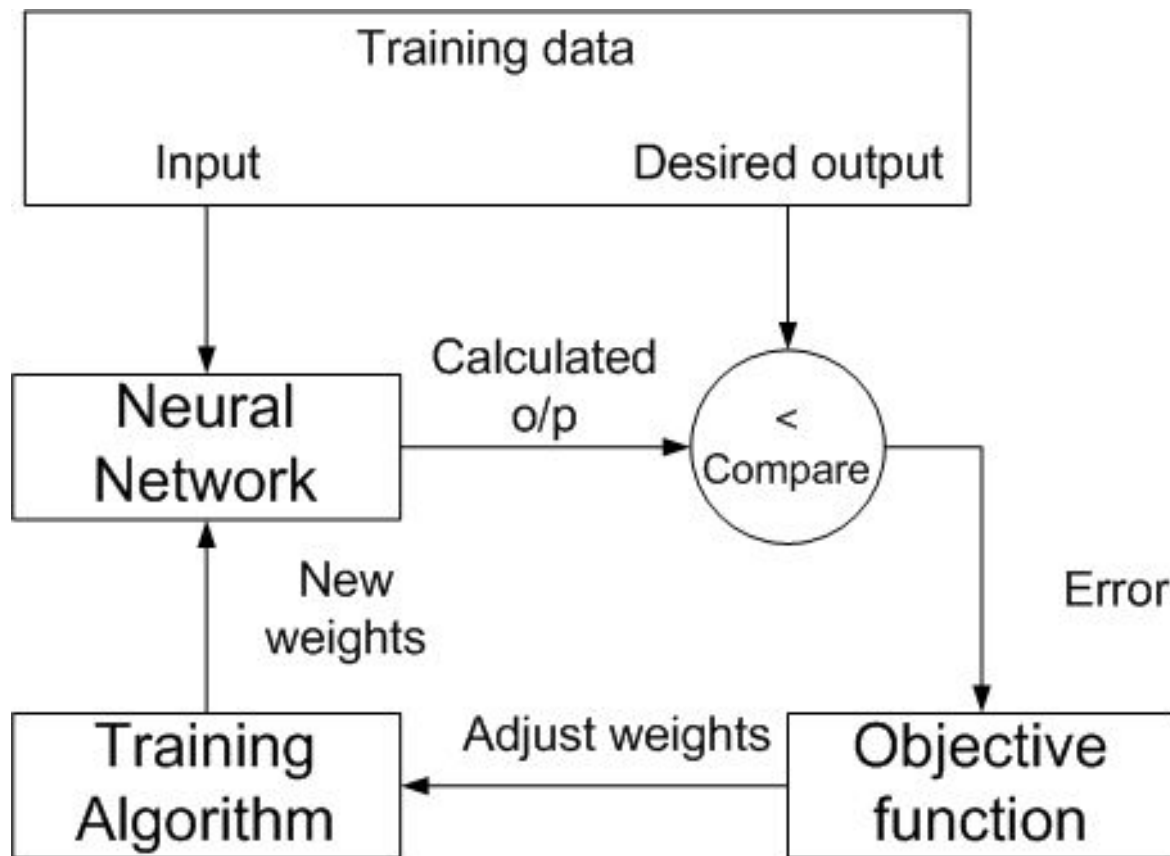 Training data
Input
Desired output
Calculated
o/p
Neural
Network
<
Compare
New
weights
Error
Training
Algorithm
Adjust weights
Objective
function